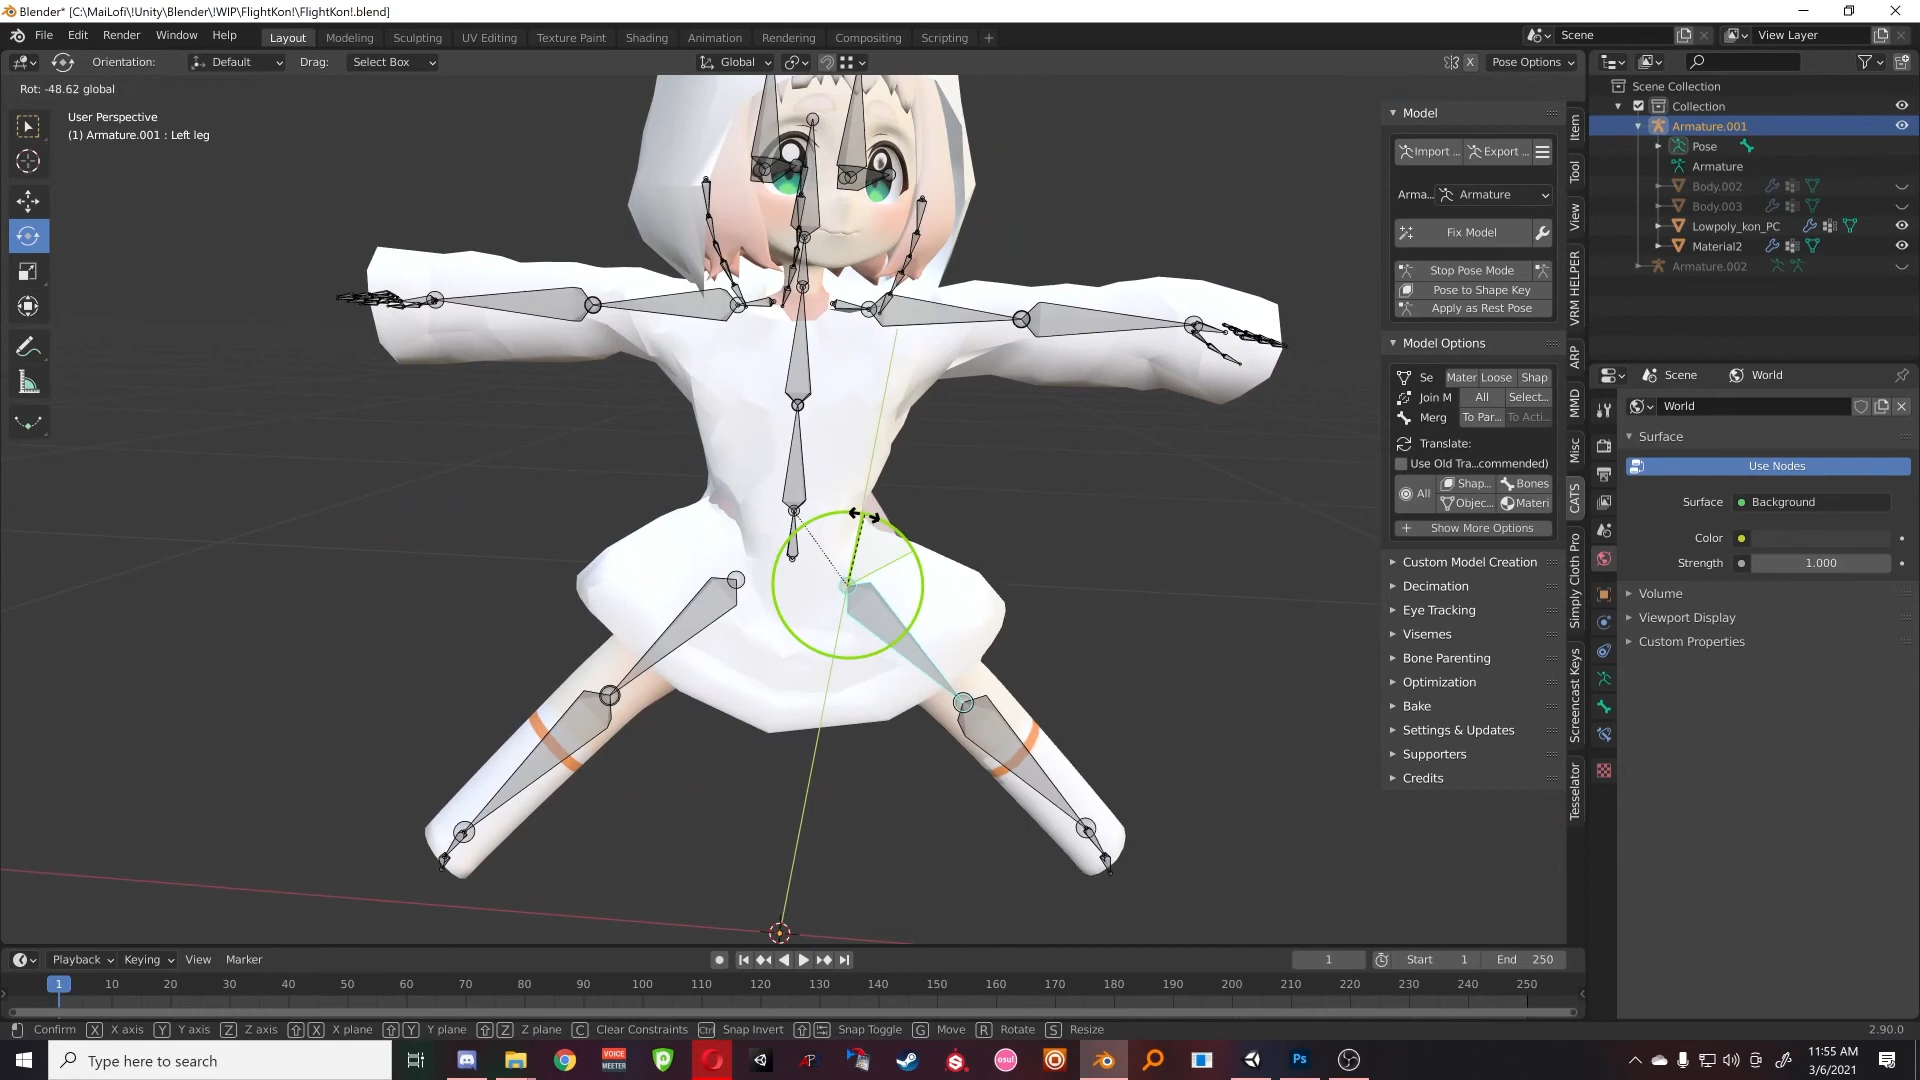 Blender* [C:\MaiLofi\!Unity\Blender\!WIP\FlightKon!\FlightKon!.blend]
File Edit Render Window Help Layout Modeling Sculpting UV Editing Texture Paint Shading Animation Rendering Compositing Scripting + Scene View Layer
Orientation: Default Drag: Select Box Global X Pose Options
Rot: -48.62 global
User Perspective
(1) Armature.001 : Left leg
Model
Import ... Export ...
Arma... Armature
Fix Model
Stop Pose Mode
Pose to Shape Key
Apply as Rest Pose
Model Options
Se Mater Loose Shap
Join M All Select...
Merg To Par... To Acti...
Translate:
Use Old Tra...commended)
All Shap... Bones
Objec... Materi
Show More Options
Custom Model Creation
Decimation
Eye Tracking
Visemes
Bone Parenting
Optimization
Bake
Settings & Updates
Supporters
Credits
Item
Tool
View
VRM HELPER
ARP
MMD
Misc
CATS
Simply Cloth Pro
Screencast Keys
Tesselator
Scene Collection
Collection
Armature.001
Pose
Armature
Body.002
Body.003
Lowpoly_kon_PC
Material2
Armature.002
Scene World
World
Surface
Use Nodes
Surface Background
Color
Strength 1.000
Volume
Viewport Display
Custom Properties
Playback Keying View Marker 1 Start 1 End 250
1 10 20 30 40 50 60 70 80 90 100 110 120 130 140 150 160 170 180 190 200 210 220 230 240 250
Confirm X X axis Y Y axis Z Z axis X X plane Y Y plane Z Z plane C Clear Constraints Ctrl Snap Invert Snap Toggle G Move R Rotate S Resize 2.90.0
Type here to search
VOICE MEETER
osu!
Ps
11:55 AM
3/6/2021